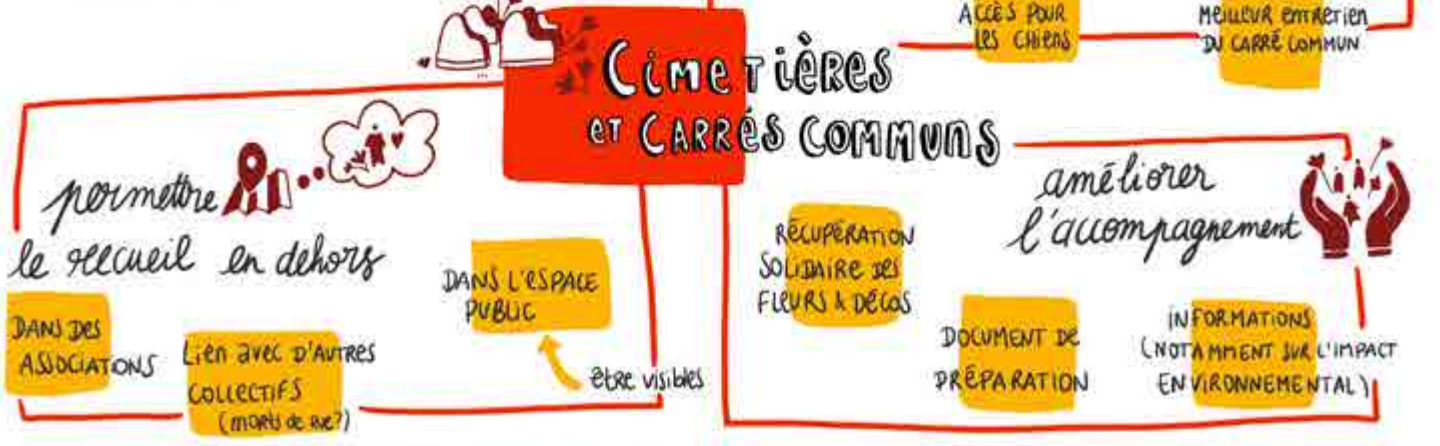 ACCÈS POUR
LES CHIENS
MEILLEUR ENTRETIEN
DU CARRÉ COMMUN
CIMETIÈRES
ET CARRÉS COMMUNS
permettre
le recueil en dehors
DANS DES
ASSOCIATIONS
Lien avec D'AUTRES
COLLECTIFS
(MORTS de RUE?)
DANS L'ESPACE
PUBLIC
être visibles
améliorer
l'accompagnement
RÉCUPÉRATION
SOLIDAIRE DES
FLEURS & DÉCOS
DOCUMENT DE
PRÉPARATION
INFORMATIONS
(NOTAMMENT SUR L'IMPACT
ENVIRONNEMENTAL)